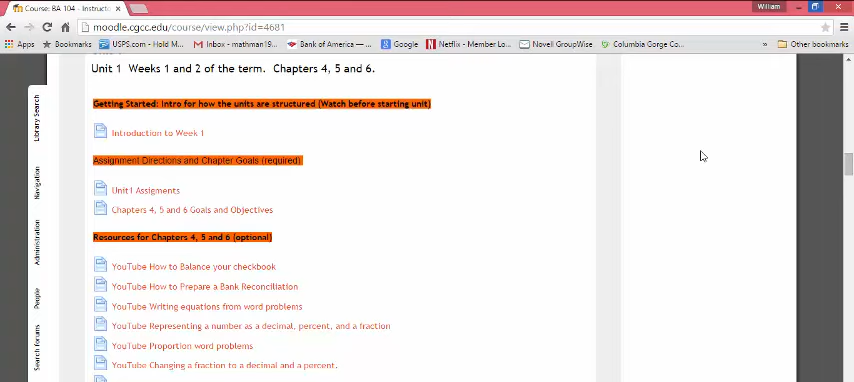 Course: BA 104 - Instructo
William
moodle.cgcc.edu/course/view.php?id=4681
Apps Bookmarks USPS.com - Hold M... Inbox - mathman19... Bank of America — ... Google Netflix - Member Lo... Novell GroupWise Columbia Gorge Co... » Other bookmarks
Unit 1 Weeks 1 and 2 of the term. Chapters 4, 5 and 6.
Getting Started: Intro for how the units are structured (Watch before starting unit)
Introduction to Week 1
Assignment Directions and Chapter Goals (required)
Unit1 Assigments
Chapters 4, 5 and 6 Goals and Objectives
Resources for Chapters 4, 5 and 6 (optional)
YouTube How to Balance your checkbook
YouTube How to Prepare a Bank Reconciliation
YouTube Writing equations from word problems
YouTube Representing a number as a decimal, percent, and a fraction
YouTube Proportion word problems
YouTube Changing a fraction to a decimal and a percent.
Library Search
Navigation
Administration
People
Search forums